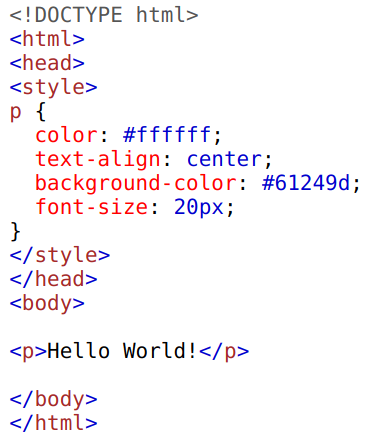 <!DOCTYPE html>
<html>
<head>
<style>
p {
  color: #ffffff;
  text-align: center;
  background-color: #61249d;
  font-size: 20px;
}
</style>
</head>
<body>

<p>Hello World!</p>

</body>
</html>